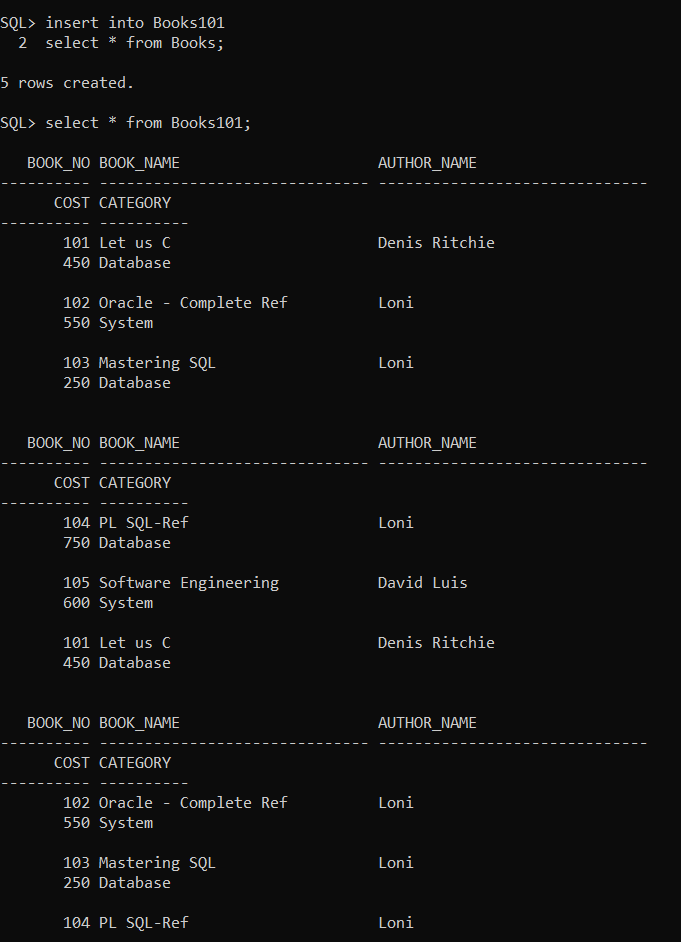 SQL> insert into Books101
  2  select * from Books;
5 rows created.
SQL> select * from Books101;
   BOOK_NO BOOK_NAME                      AUTHOR_NAME
---------- ------------------------------ ------------------------------
      COST CATEGORY
---------- ----------
       101 Let us C                       Denis Ritchie
       450 Database
       102 Oracle - Complete Ref          Loni
       550 System
       103 Mastering SQL                  Loni
       250 Database
   BOOK_NO BOOK_NAME                      AUTHOR_NAME
---------- ------------------------------ ------------------------------
      COST CATEGORY
---------- ----------
       104 PL SQL-Ref                     Loni
       750 Database
       105 Software Engineering           David Luis
       600 System
       101 Let us C                       Denis Ritchie
       450 Database
   BOOK_NO BOOK_NAME                      AUTHOR_NAME
---------- ------------------------------ ------------------------------
      COST CATEGORY
---------- ----------
       102 Oracle - Complete Ref          Loni
       550 System
       103 Mastering SQL                  Loni
       250 Database
       104 PL SQL-Ref                     Loni